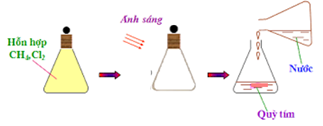 Hỗn hợp
CH4,Cl2
Ánh sáng
Nước
Quỳ tím